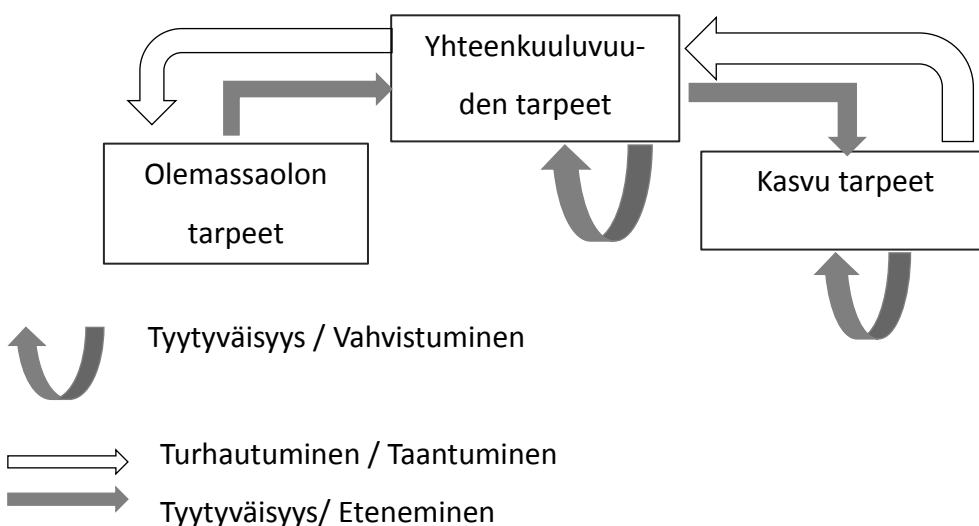 Yhteenkuuluvuu-
den tarpeet
Olemassaolon
tarpeet
Kasvu tarpeet
Tyytyväisyys / Vahvistuminen
Turhautuminen / Taantuminen
Tyytyväisyys/ Eteneminen